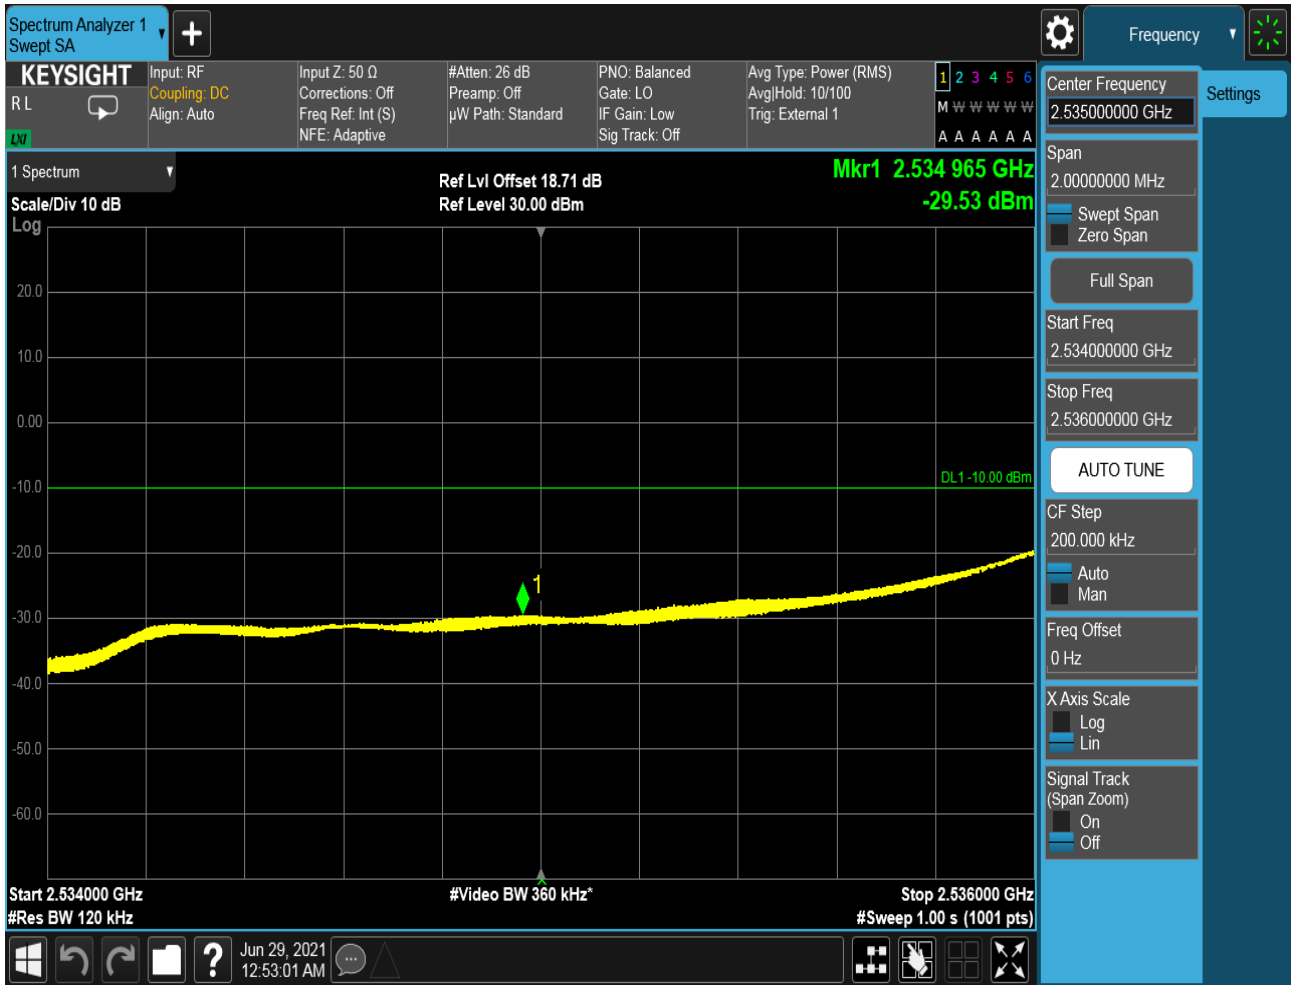 Spectrum Analyzer 1
Swept SA
Frequency
KEYSIGHT
R L
LXI
Input: RF
Coupling: DC
Align: Auto
Input Z: 50 Ω
Corrections: Off
Freq Ref: Int (S)
NFE: Adaptive
#Atten: 26 dB
Preamp: Off
µW Path: Standard
PNO: Balanced
Gate: LO
IF Gain: Low
Sig Track: Off
Avg Type: Power (RMS)
Avg|Hold: 10/100
Trig: External 1
1 2 3 4 5 6
M W W W W W
A A A A A A
1 Spectrum
Scale/Div 10 dB
Log
Ref Lvl Offset 18.71 dB
Ref Level 30.00 dBm
Mkr1 2.534 965 GHz
-29.53 dBm
20.0
10.0
0.00
-10.0
-20.0
-30.0
-40.0
-50.0
-60.0
DL1 -10.00 dBm
1
Start 2.534000 GHz
#Res BW 120 kHz
#Video BW 360 kHz*
Stop 2.536000 GHz
#Sweep 1.00 s (1001 pts)
Jun 29, 2021
12:53:01 AM
Center Frequency
2.535000000 GHz
Settings
Span
2.00000000 MHz
Swept Span
Zero Span
Full Span
Start Freq
2.534000000 GHz
Stop Freq
2.536000000 GHz
AUTO TUNE
CF Step
200.000 kHz
Auto
Man
Freq Offset
0 Hz
X Axis Scale
Log
Lin
Signal Track
(Span Zoom)
On
Off